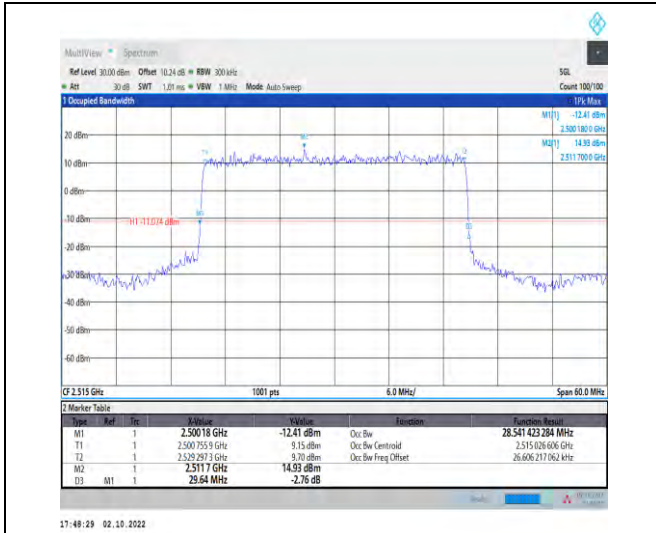 MultiView Spectrum
Ref Level 30.00 dBm Offset 10.24 dB RBW 300 kHz SGL
Att 30 dB SWT 1.01 ms VBW 1 MHz Mode Auto Sweep Count 100/100
1 Occupied Bandwidth 1Pk Max
M1[1] -12.41 dBm
2.500 180 0 GHz
M2[1] 14.93 dBm
2.511 700 0 GHz
20 dBm
10 dBm
0 dBm
-10 dBm
H1 -11.074 dBm
-20 dBm
-30 dBm
-40 dBm
-50 dBm
-60 dBm
CF 2.515 GHz 1001 pts 6.0 MHz/ Span 60.0 MHz
2 Marker Table
Type Ref Trc X-Value Y-Value Function Function Result
M1 1 2.500 18 GHz -12.41 dBm Occ Bw 28.541 423 284 MHz
T1 1 2.500 755 9 GHz 9.15 dBm Occ Bw Centroid 2.515 026 606 GHz
T2 1 2.529 297 3 GHz 9.70 dBm Occ Bw Freq Offset 26.606 217 062 kHz
M2 1 2.511 7 GHz 14.93 dBm
D3 M1 1 29.64 MHz -2.76 dB
17:48:29 02.10.2022